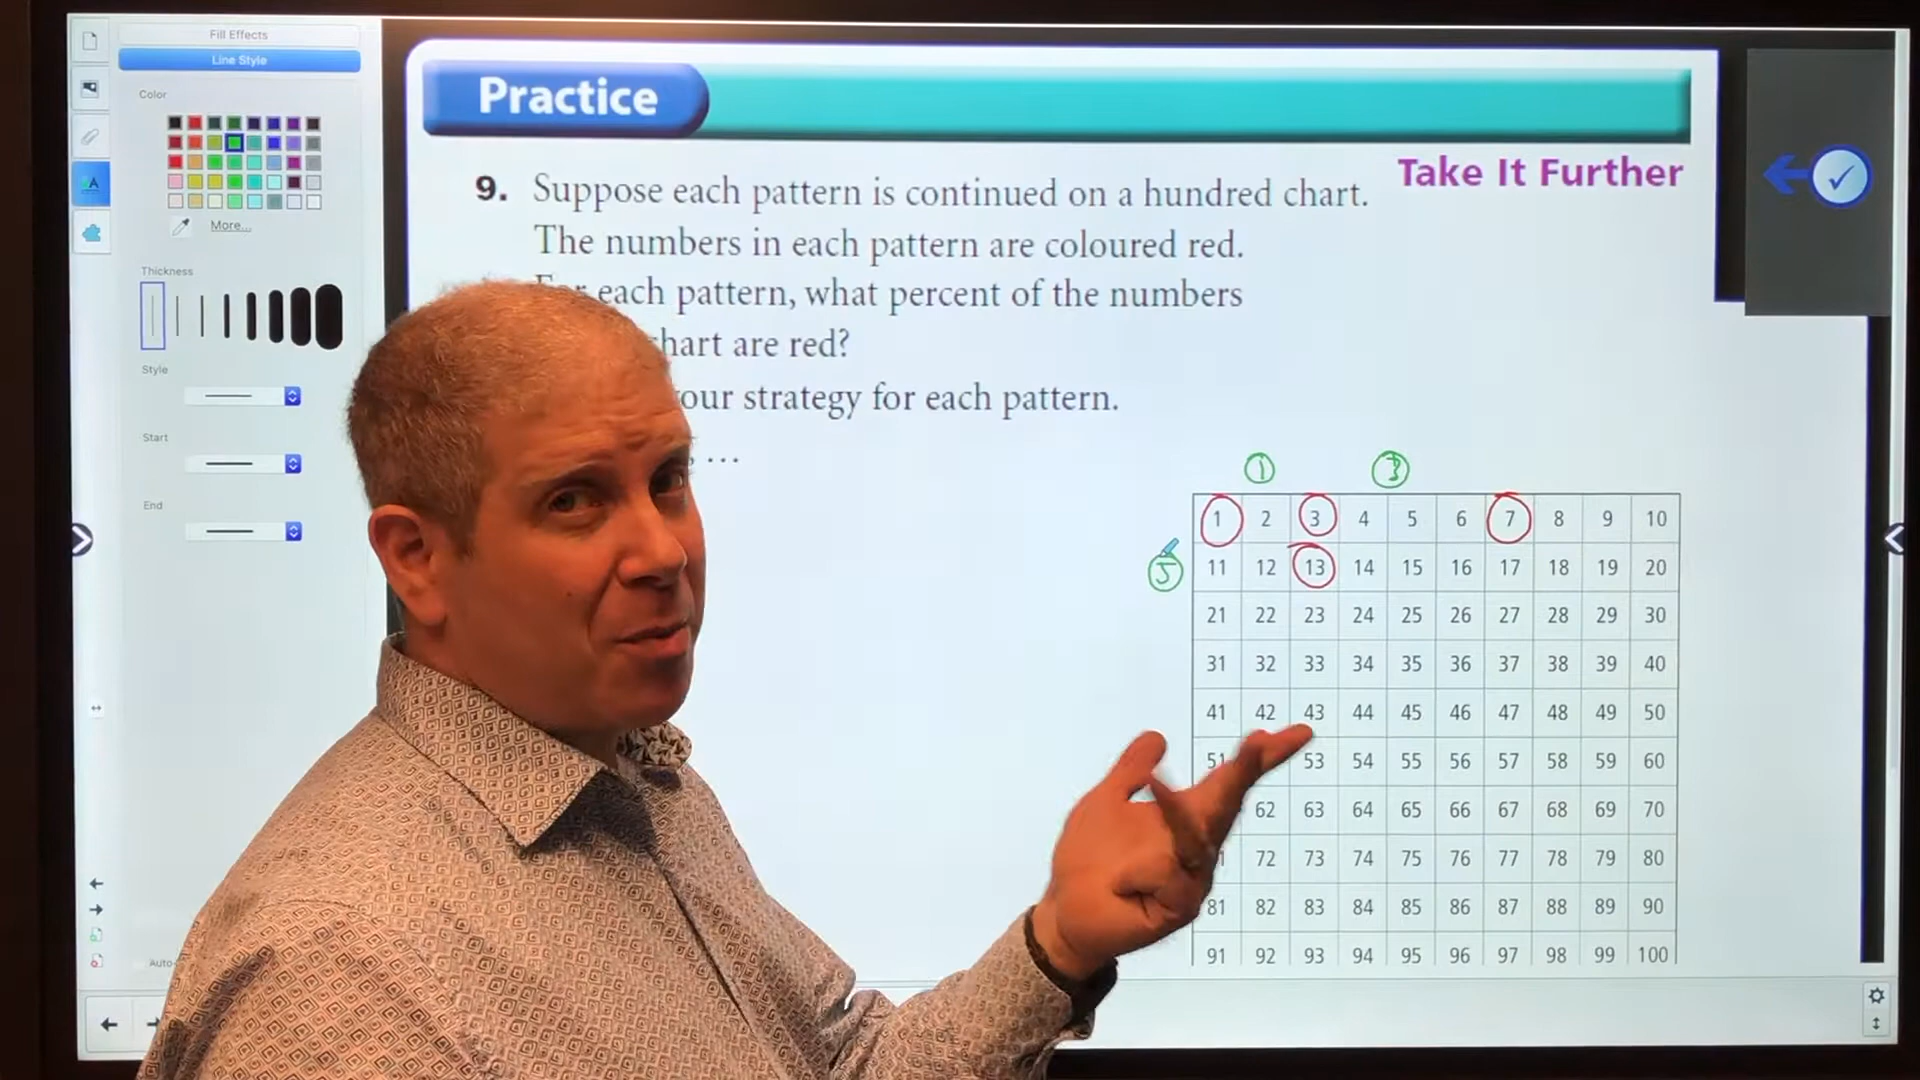 Fill Effects
Line Style
Color
More...
Thickness
Style
Start
End
Practice
Take It Further
9. Suppose each pattern is continued on a hundred chart.
The numbers in each pattern are coloured red.
each pattern, what percent of the numbers
hart are red?
our strategy for each pattern.
, …
1 3
1 2 3 4 5 6 7 8 9 10
5
11 12 13 14 15 16 17 18 19 20
21 22 23 24 25 26 27 28 29 30
31 32 33 34 35 36 37 38 39 40
41 42 43 44 45 46 47 48 49 50
51 53 54 55 56 57 58 59 60
62 63 64 65 66 67 68 69 70
72 73 74 75 76 77 78 79 80
81 82 83 84 85 86 87 88 89 90
91 92 93 94 95 96 97 98 99 100
Auto-